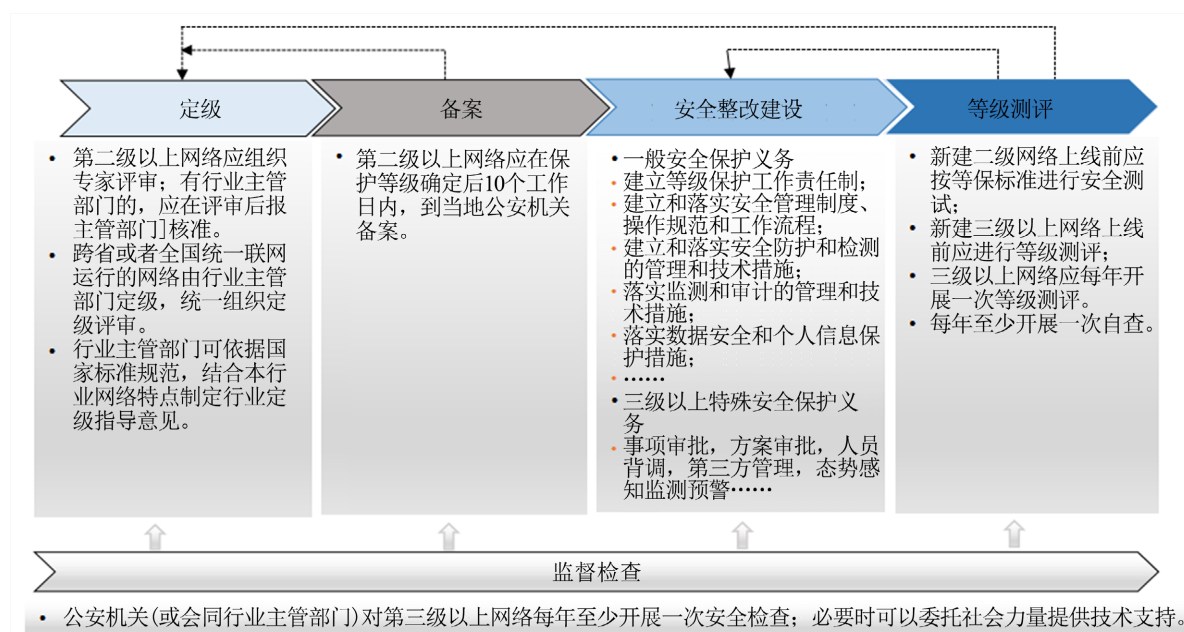 定级
备案
安全整改建设
等级测评
• 第二级以上网络应组织
专家评审；有行业主管
部门的，应在评审后报
主管部门]核准。
• 跨省或者全国统一联网
运行的网络由行业主管
部门定级，统一组织定
级评审。
• 行业主管部门可依据国
家标准规范，结合本行
业网络特点制定行业定
级指导意见。
• 第二级以上网络应在保
护等级确定后10个工作
日内，到当地公安机关
备案。
• 一般安全保护义务
• 建立等级保护工作责任制；
• 建立和落实安全管理制度、
操作规范和工作流程；
• 建立和落实安全防护和检测
的管理和技术措施；
• 落实监测和审计的管理和技
术措施；
• 落实数据安全和个人信息保
护措施；
• ……
• 三级以上特殊安全保护义
务
• 事项审批，方案审批，人员
背调，第三方管理，态势感
知监测预警……
• 新建二级网络上线前应
按等保标准进行安全测
试；
• 新建三级以上网络上线
前应进行等级测评；
• 三级以上网络应每年开
展一次等级测评。
• 每年至少开展一次自查。
监督检查
• 公安机关(或会同行业主管部门)对第三级以上网络每年至少开展一次安全检查；必要时可以委托社会力量提供技术支持。